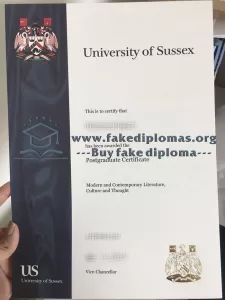 University of Sussex
This is to certify that
www.fakediplomas.org
has been awarded the
---Buy fake diploma---
Postgraduate Certificate
Modern and Contemporary Literature,
Culture and Thought
Vice-Chancellor
US
University of Sussex